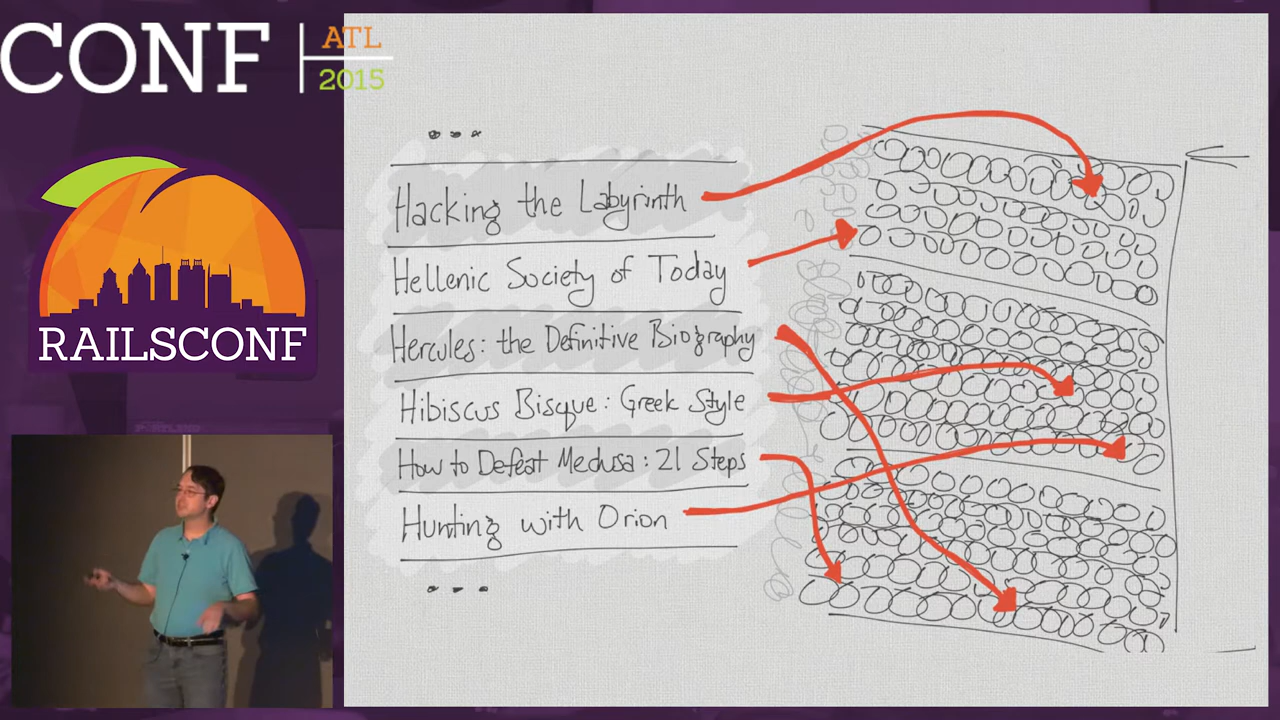 CONF
ATL
2015
RAILSCONF
Hacking the Labyrinth
Hellenic Society of Today
Hercules: the Definitive Biography
Hibiscus Bisque: Greek Style
How to Defeat Medusa: 21 Steps
Hunting with Orion